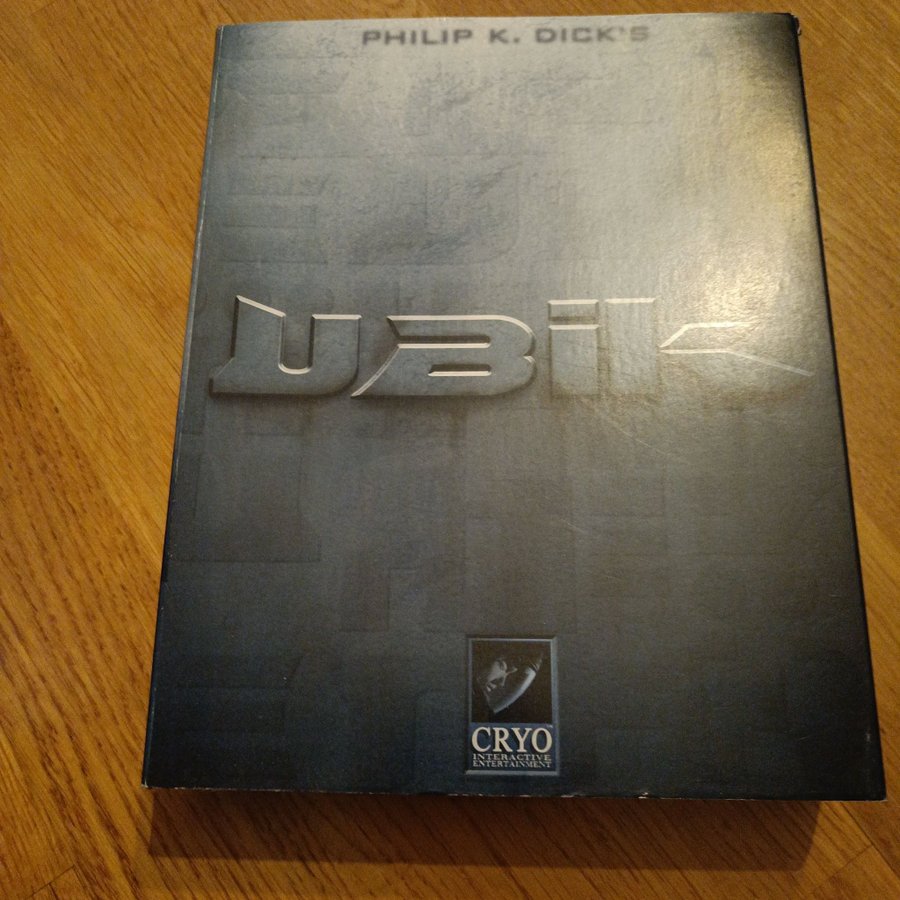 PHILIP K. DICK'S
UBiK
CRYO
INTERACTIVE
ENTERTAINMENT